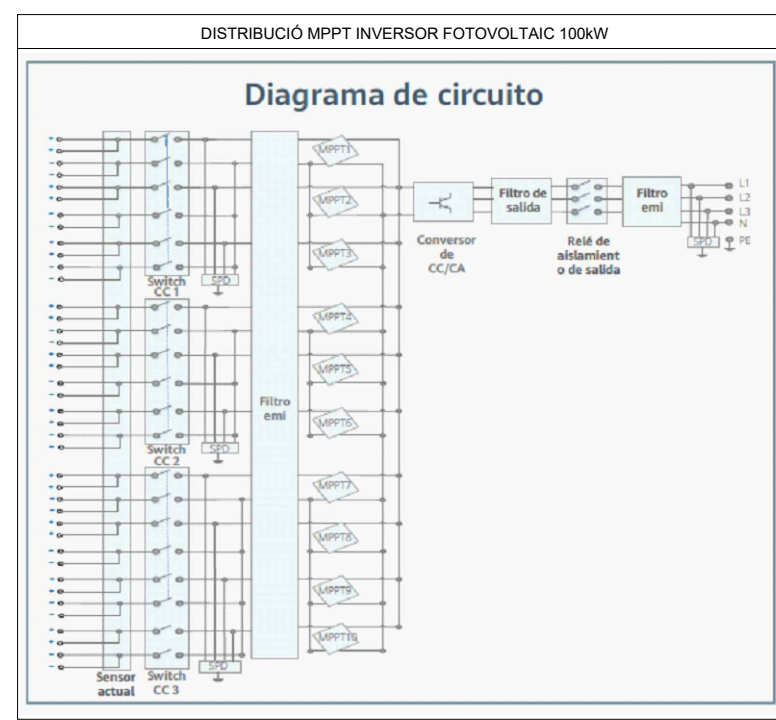 DISTRIBUCIÓ MPPT INVERSOR FOTOVOLTAIC 100kW
Diagrama de circuito
MPPT1
MPPT2
MPPT3
Switch
CC 1
SPD
MPPT4
MPPT5
MPPT6
Switch
CC 2
SPD
Filtro
emi
MPPT7
MPPT8
MPPT9
MPPT10
Sensor
actual
Switch
CC 3
SPD
Conversor
de
CC/CA
Filtro de
salida
Relé de
aislamient
o de salida
Filtro
emi
L1
L2
L3
N
SPD
PE